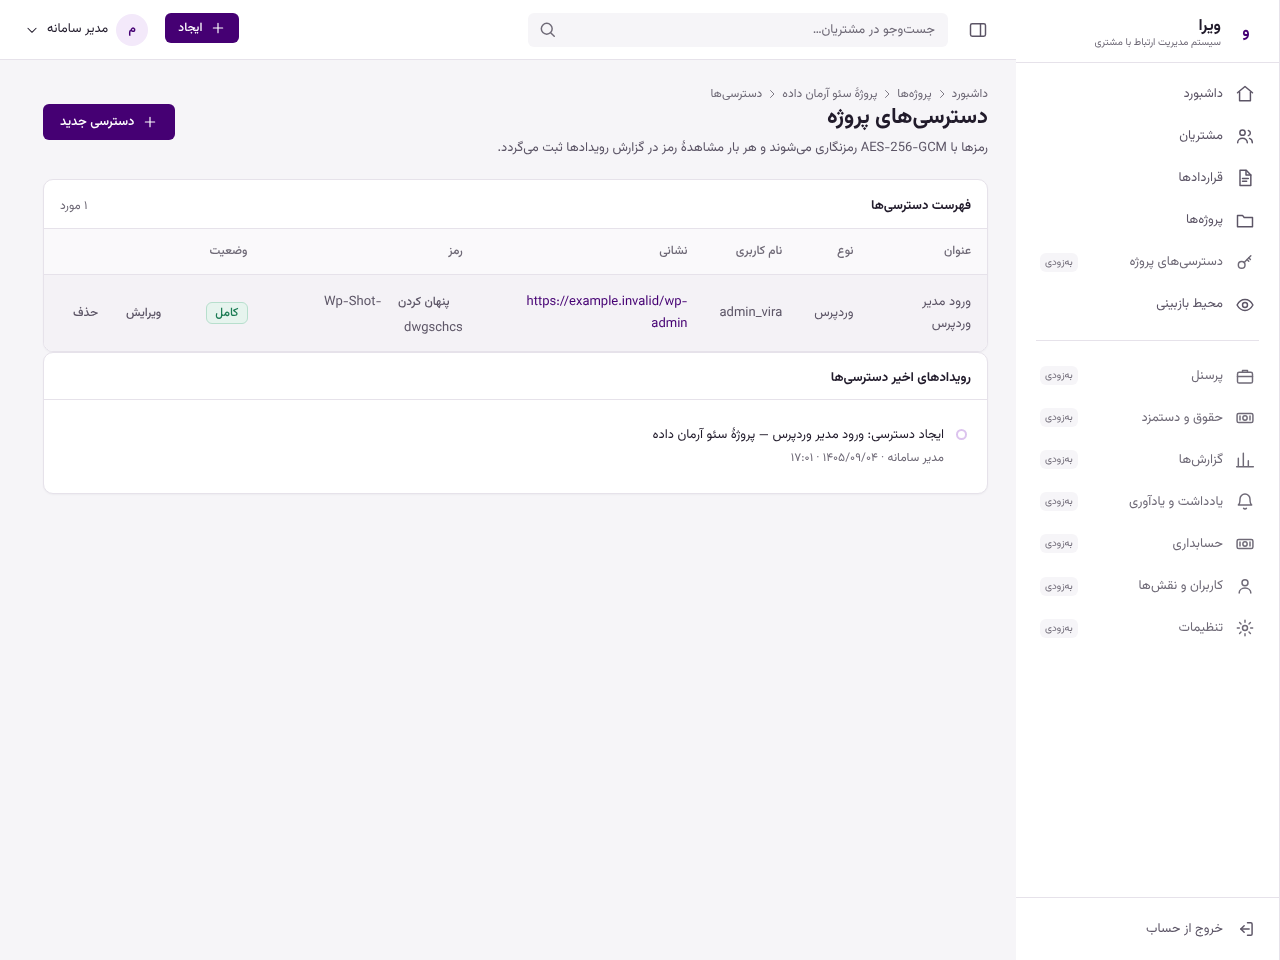 و
ویرا
سیستم مدیریت ارتباط با مشتری
داشبورد
مشتریان
قراردادها
پروژه‌ها
دسترسی‌های پروژه
به‌زودی
محیط بازبینی
پرسنل
به‌زودی
حقوق و دستمزد
به‌زودی
گزارش‌ها
به‌زودی
یادداشت و یادآوری
به‌زودی
حسابداری
به‌زودی
کاربران و نقش‌ها
به‌زودی
تنظیمات
به‌زودی
خروج از حساب
جست‌وجو در مشتریان...
ایجاد
م
مدیر سامانه
داشبورد
پروژه‌ها
پروژهٔ سئو آرمان داده
دسترسی‌ها
دسترسی‌های پروژه
رمزها با AES-256-GCM رمزنگاری می‌شوند و هر بار مشاهدهٔ رمز در گزارش رویدادها ثبت می‌گردد.
دسترسی جدید
فهرست دسترسی‌ها
۱ مورد
عنوان
نوع
نام کاربری
نشانی
رمز
وضعیت
ورود مدیر
وردپرس
وردپرس
admin_vira
https://example.invalid/wp-
admin
پنهان کردن
Wp-Shot-
dwgschcs
کامل
ویرایش
حذف
رویدادهای اخیر دسترسی‌ها
ایجاد دسترسی: ورود مدیر وردپرس — پروژهٔ سئو آرمان داده
مدیر سامانه · ۱۴۰۵/۰۹/۰۴ · ۱۷:۰۱